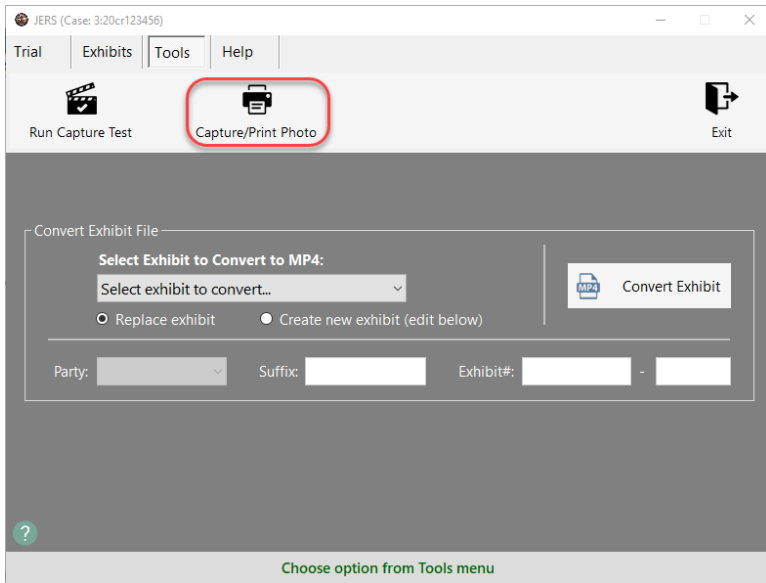 JERS (Case: 3:20cr123456)
Trial Exhibits Tools Help
Run Capture Test Capture/Print Photo Exit
Convert Exhibit File
Select Exhibit to Convert to MP4:
Select exhibit to convert...
MP4 Convert Exhibit
Replace exhibit Create new exhibit (edit below)
Party: Suffix: Exhibit#: -
?
Choose option from Tools menu